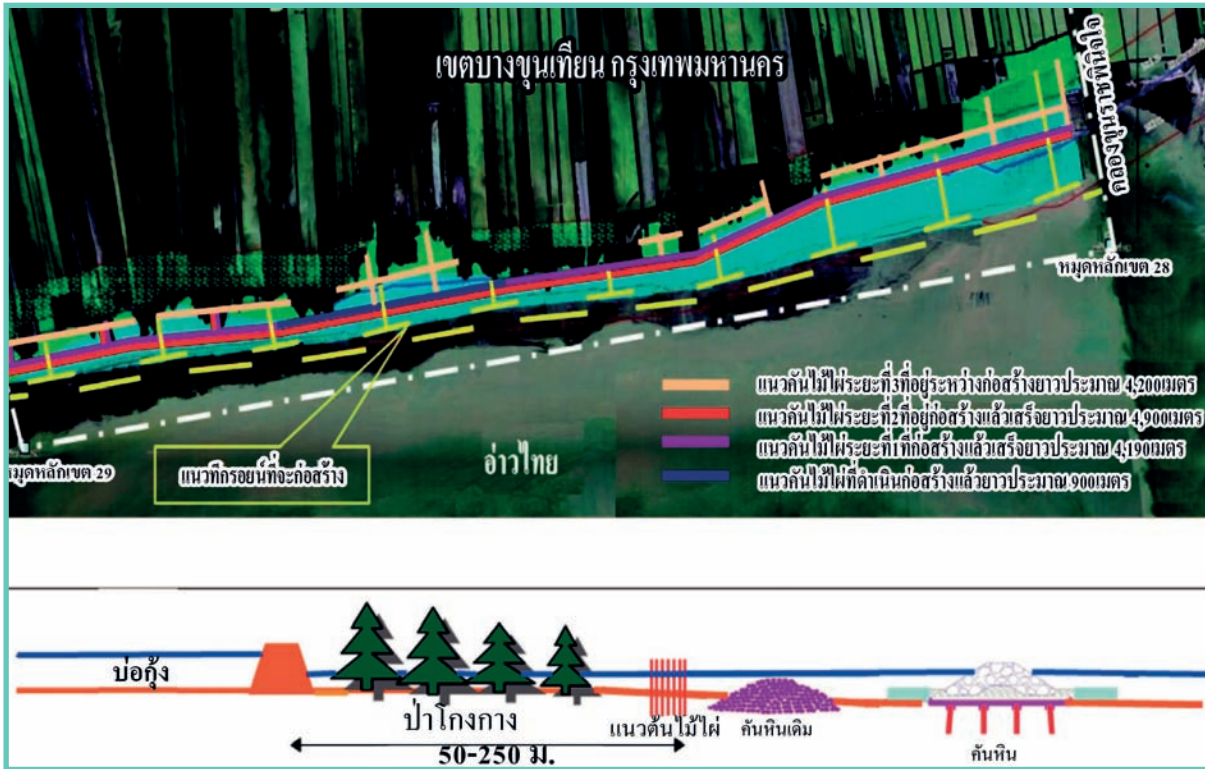 เขตบางขุนเทียน กรุงเทพมหานคร
คลองขุนราชพินิจใจ
หมุดหลักเขต 28
แนวคันไม้ไผ่ระยะที่3ที่อยู่ระหว่างก่อสร้างยาวประมาณ 4,200เมตร
แนวคันไม้ไผ่ระยะที่2ที่อยู่ก่อสร้างแล้วเสร็จยาวประมาณ 4,900เมตร
แนวคันไม้ไผ่ระยะที่1ที่ก่อสร้างแล้วเสร็จยาวประมาณ 4,190เมตร
แนวคันไม้ไผ่ที่ดำเนินก่อสร้างแล้วยาวประมาณ 900เมตร
อ่าวไทย
หมุดหลักเขต 29
แนวทีกรอยน์ที่จะก่อสร้าง
บ่อกุ้ง
ป่าโกงกาง
50-250 ม.
แนวต้นไม้ไผ่
คันหินเดิม
คันหิน